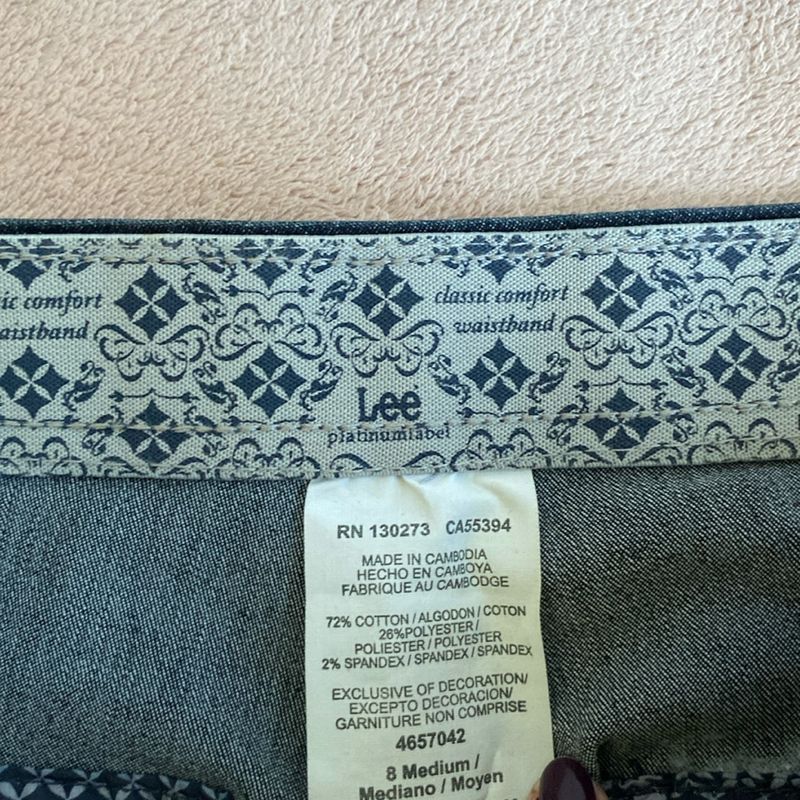 classic comfort
waistband
ic comfort
aistband
Lee
platinumlabel
RN 130273 CA55394
MADE IN CAMBODIA
HECHO EN CAMBOYA
FABRIQUE AU CAMBODGE
72% COTTON / ALGODON / COTON
26%POLYESTER /
POLIESTER / POLYESTER
2% SPANDEX / SPANDEX / SPANDEX
EXCLUSIVE OF DECORATION/
EXCEPTO DECORACION/
GARNITURE NON COMPRISE
4657042
8 Medium /
Mediano / Moyen